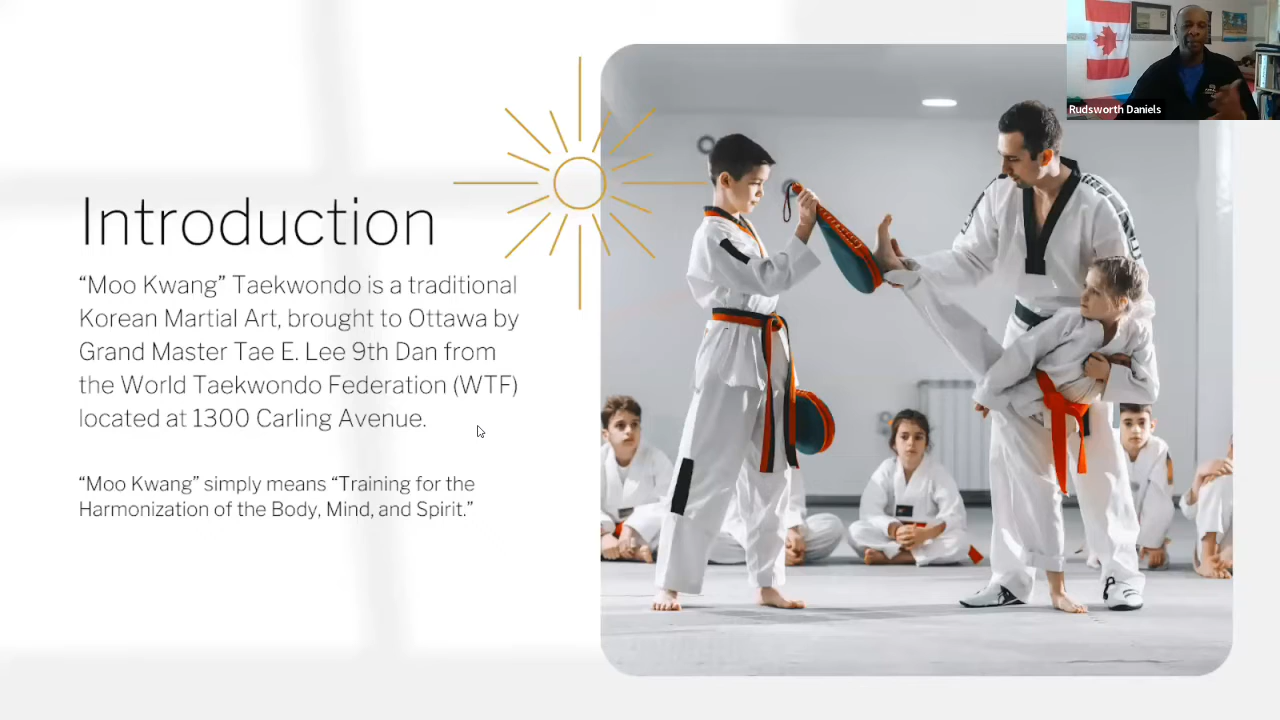 Rudsworth Daniels
Introduction
“Moo Kwang” Taekwondo is a traditional
Korean Martial Art, brought to Ottawa by
Grand Master Tae E. Lee 9th Dan from
the World Taekwondo Federation (WTF)
located at 1300 Carling Avenue.
“Moo Kwang” simply means “Training for the
Harmonization of the Body, Mind, and Spirit.”